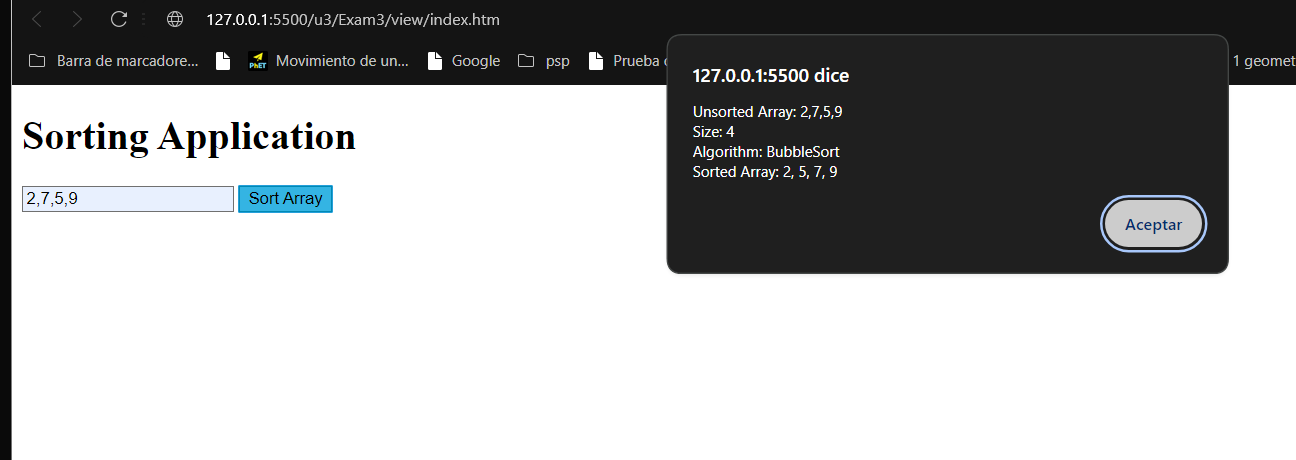 127.0.0.1:5500/u3/Exam3/view/index.htm
Barra de marcadore... PhET Movimiento de un... Google psp Prueba 1 geomet
127.0.0.1:5500 dice
Unsorted Array: 2,7,5,9
Size: 4
Algorithm: BubbleSort
Sorted Array: 2, 5, 7, 9
Aceptar
Sorting Application
2,7,5,9 Sort Array